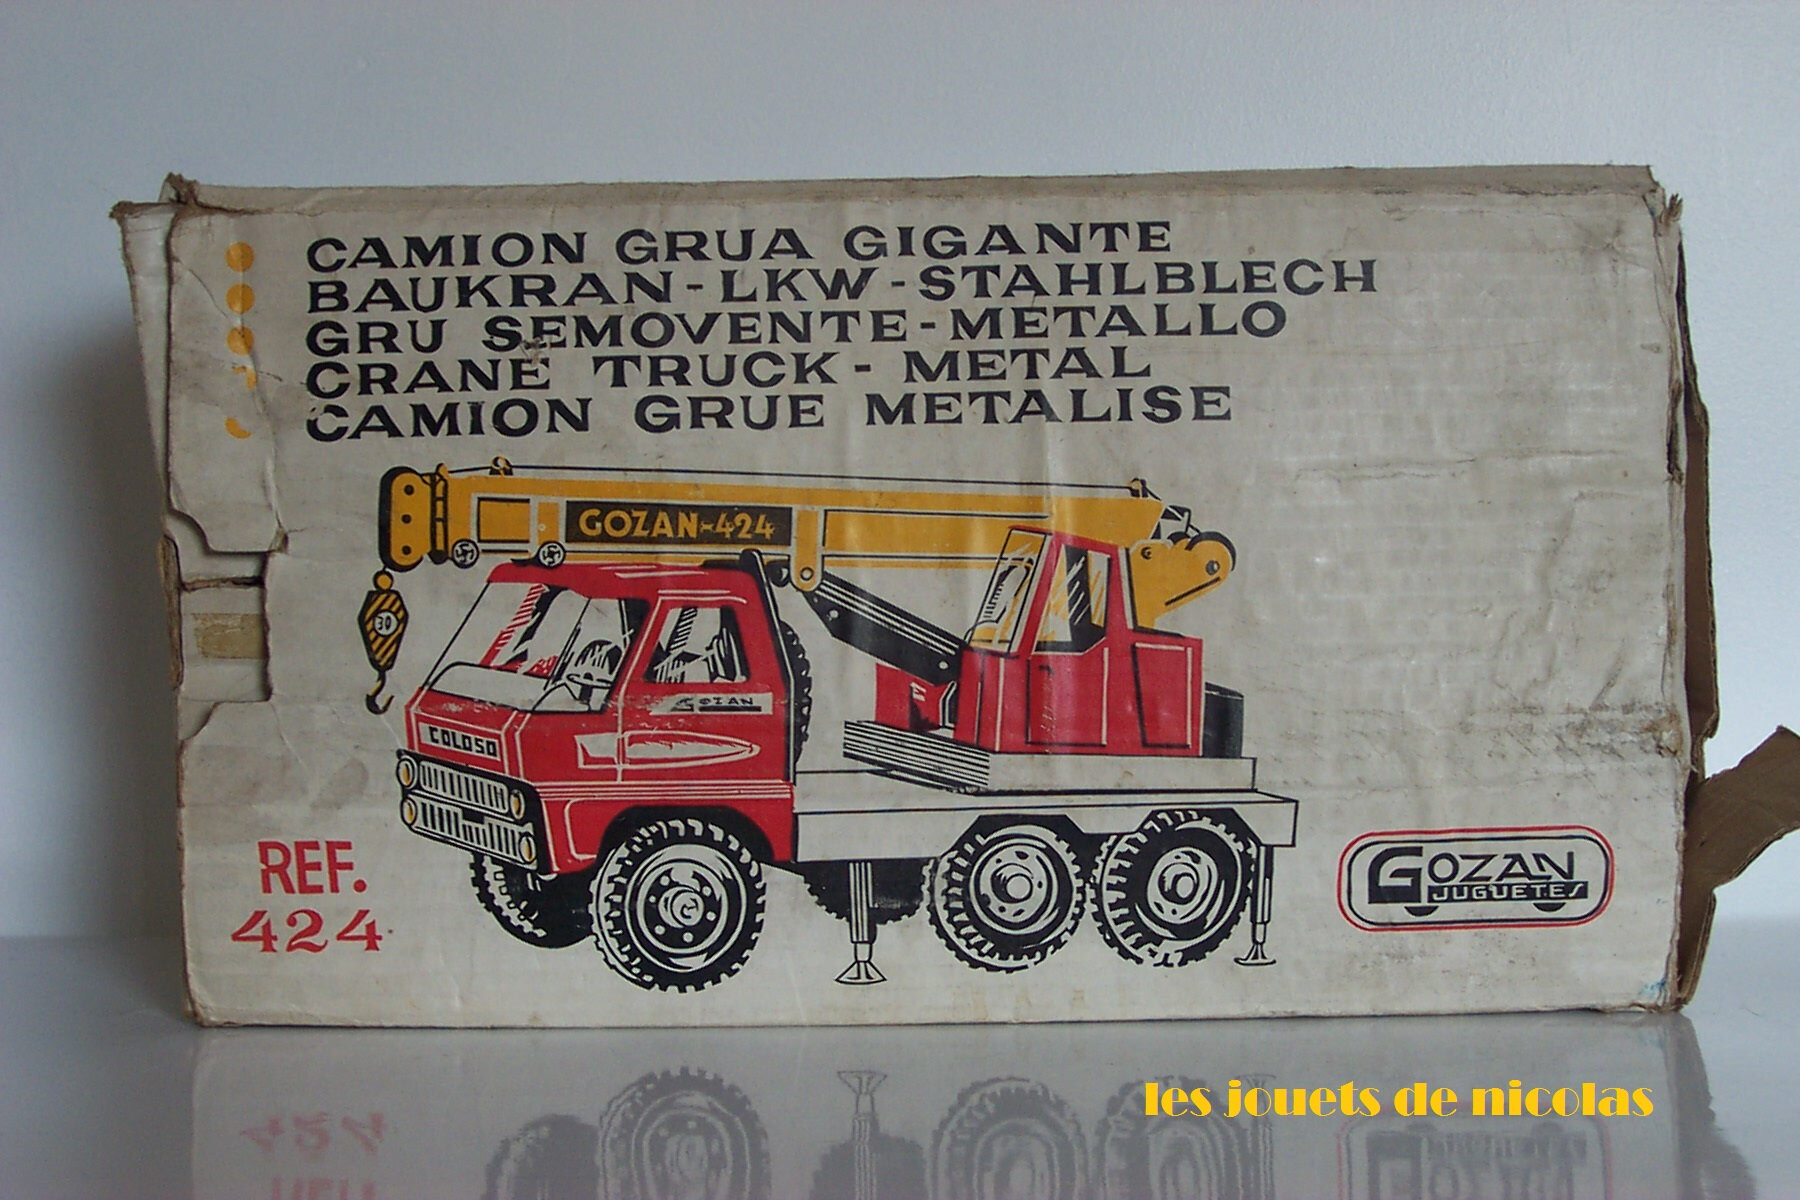 CAMION GRUA GIGANTE
BAUKRAN-LKW-STAHLBLECH
GRU SEMOVENTE-METALLO
CRANE TRUCK-METAL
CAMION GRUE METALISE
GOZAN-424
30
GOZAN
COLOSO
REF.
424
GOZAN
JUGUETES
les jouets de nicolas